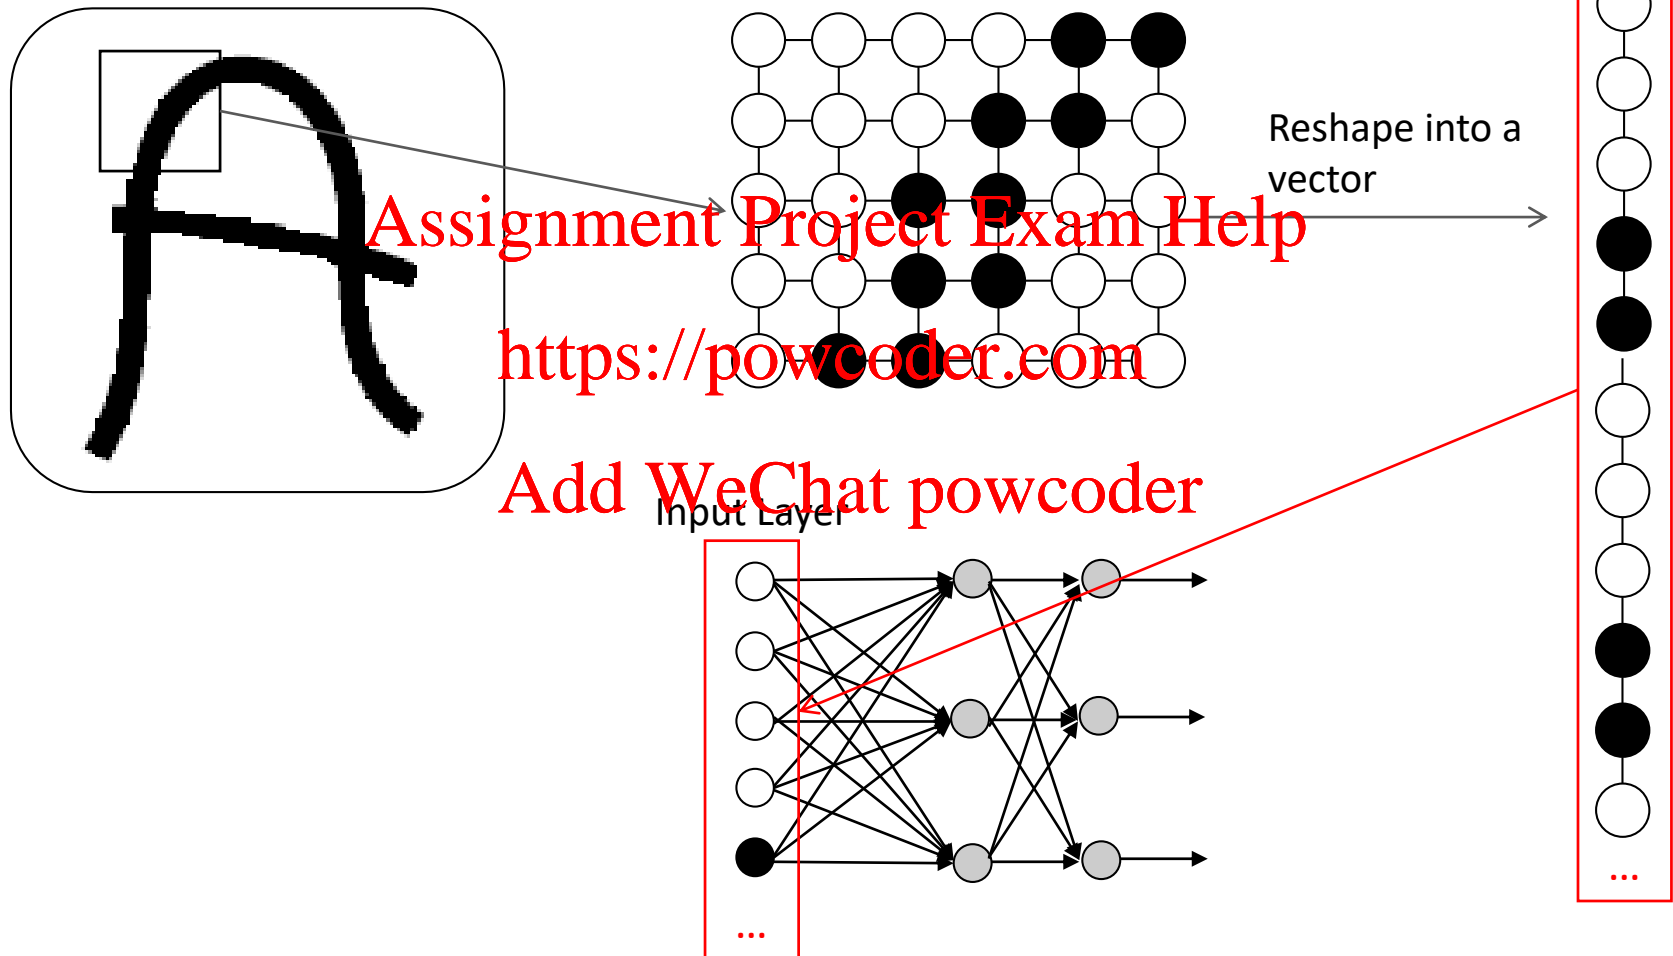 Reshape into a
vector
Assignment Project Exam Help
https://powcoder.com
Add WeChat powcoder
Input Layer
...
...